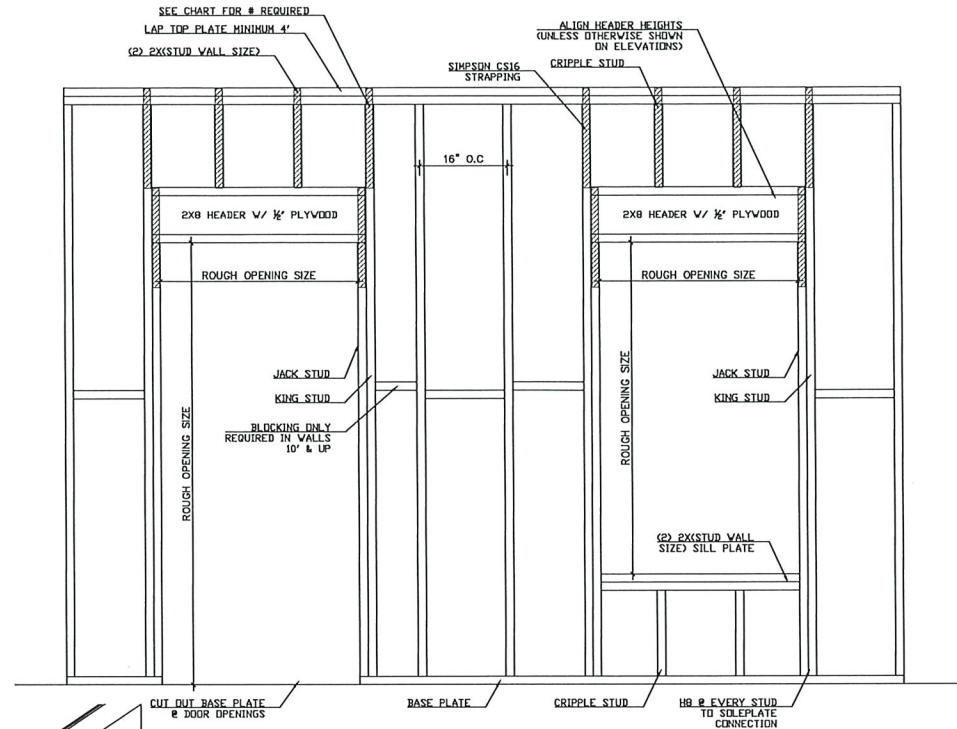 SEE CHART FOR # REQUIRED
LAP TOP PLATE MINIMUM 4'
(2) 2X(STUD WALL SIZE)
SIMPSON CS16
STRAPPING
ALIGN HEADER HEIGHTS
(UNLESS OTHERWISE SHOWN
ON ELEVATIONS)
CRIPPLE STUD
16" O.C
2X8 HEADER W/ ½" PLYWOOD
2X8 HEADER W/ ½" PLYWOOD
ROUGH OPENING SIZE
ROUGH OPENING SIZE
ROUGH OPENING SIZE
ROUGH OPENING SIZE
JACK STUD
KING STUD
BLOCKING ONLY
REQUIRED IN WALLS
10' & UP
JACK STUD
KING STUD
(2) 2X(STUD WALL
SIZE) SILL PLATE
CUT OUT BASE PLATE
@ DOOR OPENINGS
BASE PLATE
CRIPPLE STUD
H8 @ EVERY STUD
TO SOLEPLATE
CONNECTION